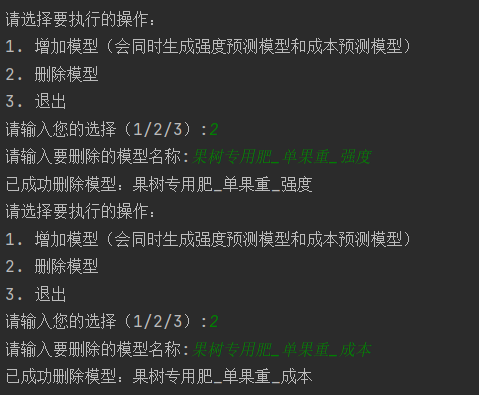 请选择要执行的操作:
1. 增加模型（会同时生成强度预测模型和成本预测模型）
2. 删除模型
3. 退出
请输入您的选择（1/2/3）:2
请输入要删除的模型名称:果树专用肥_单果重_强度
已成功删除模型: 果树专用肥_单果重_强度
请选择要执行的操作:
1. 增加模型（会同时生成强度预测模型和成本预测模型）
2. 删除模型
3. 退出
请输入您的选择（1/2/3）:2
请输入要删除的模型名称:果树专用肥_单果重_成本
已成功删除模型: 果树专用肥_单果重_成本